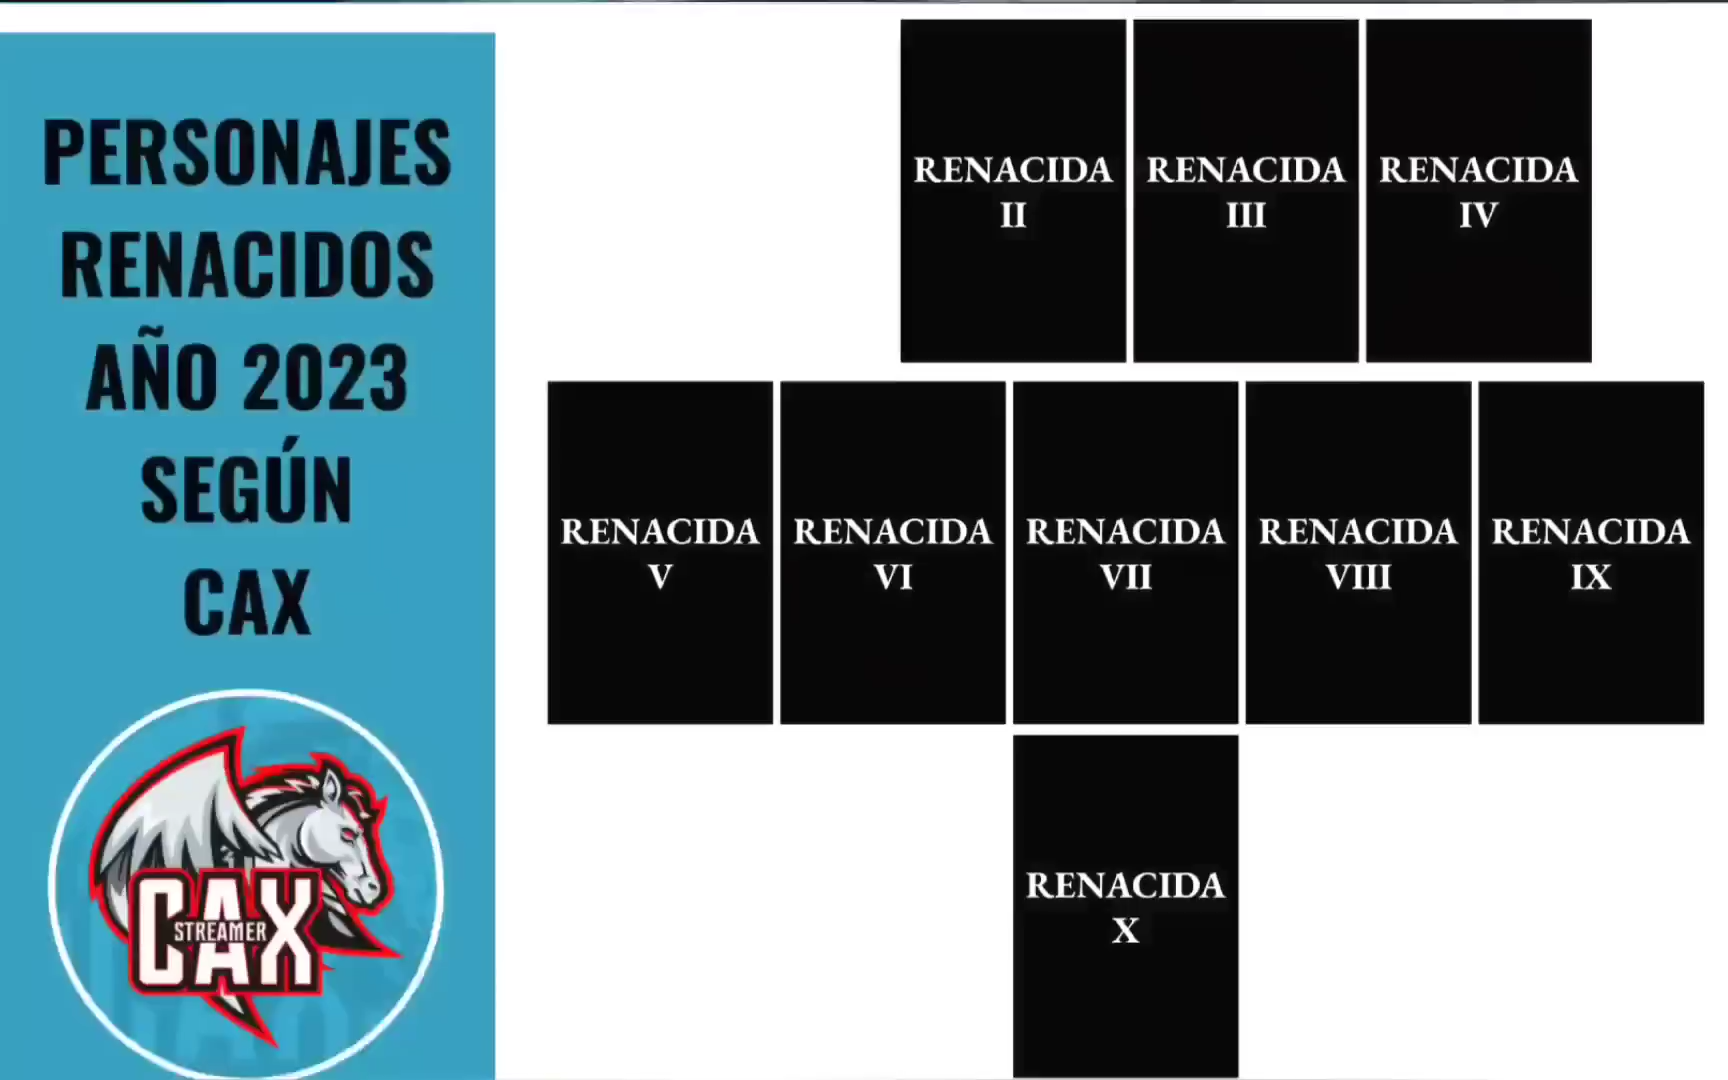 PERSONAJES
RENACIDOS
AÑO 2023
SEGÚN
CAX
CAX
STREAMER
RENACIDA
II
RENACIDA
III
RENACIDA
IV
RENACIDA
V
RENACIDA
VI
RENACIDA
VII
RENACIDA
VIII
RENACIDA
IX
RENACIDA
X